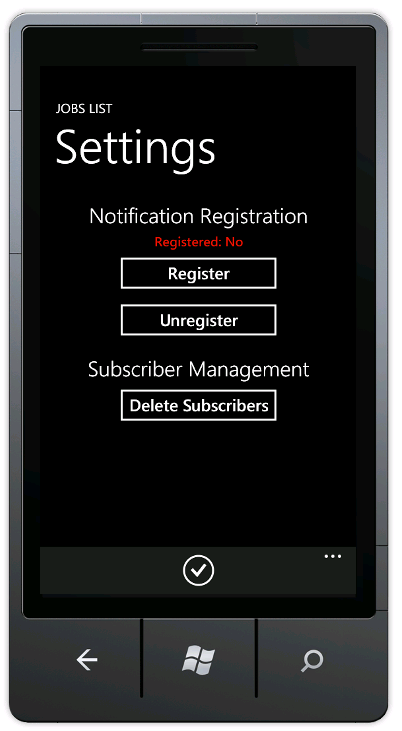 JOBS LIST
Settings
Notification Registration
Registered: No
Register
Unregister
Subscriber Management
Delete Subscribers